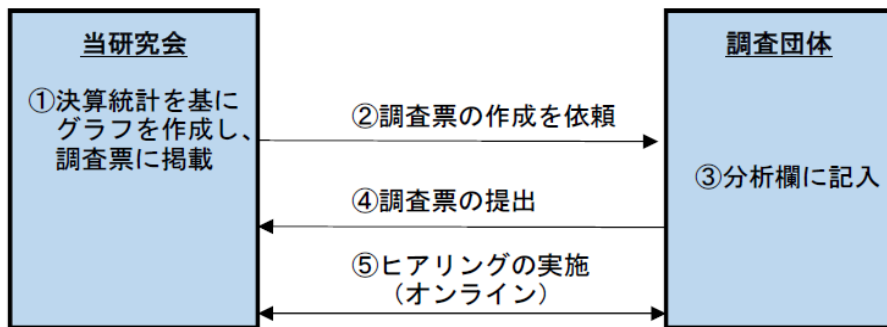 当研究会
①決算統計を基に
グラフを作成し、
調査票に掲載
②調査票の作成を依頼
④調査票の提出
⑤ヒアリングの実施
（オンライン）
調査団体
③分析欄に記入